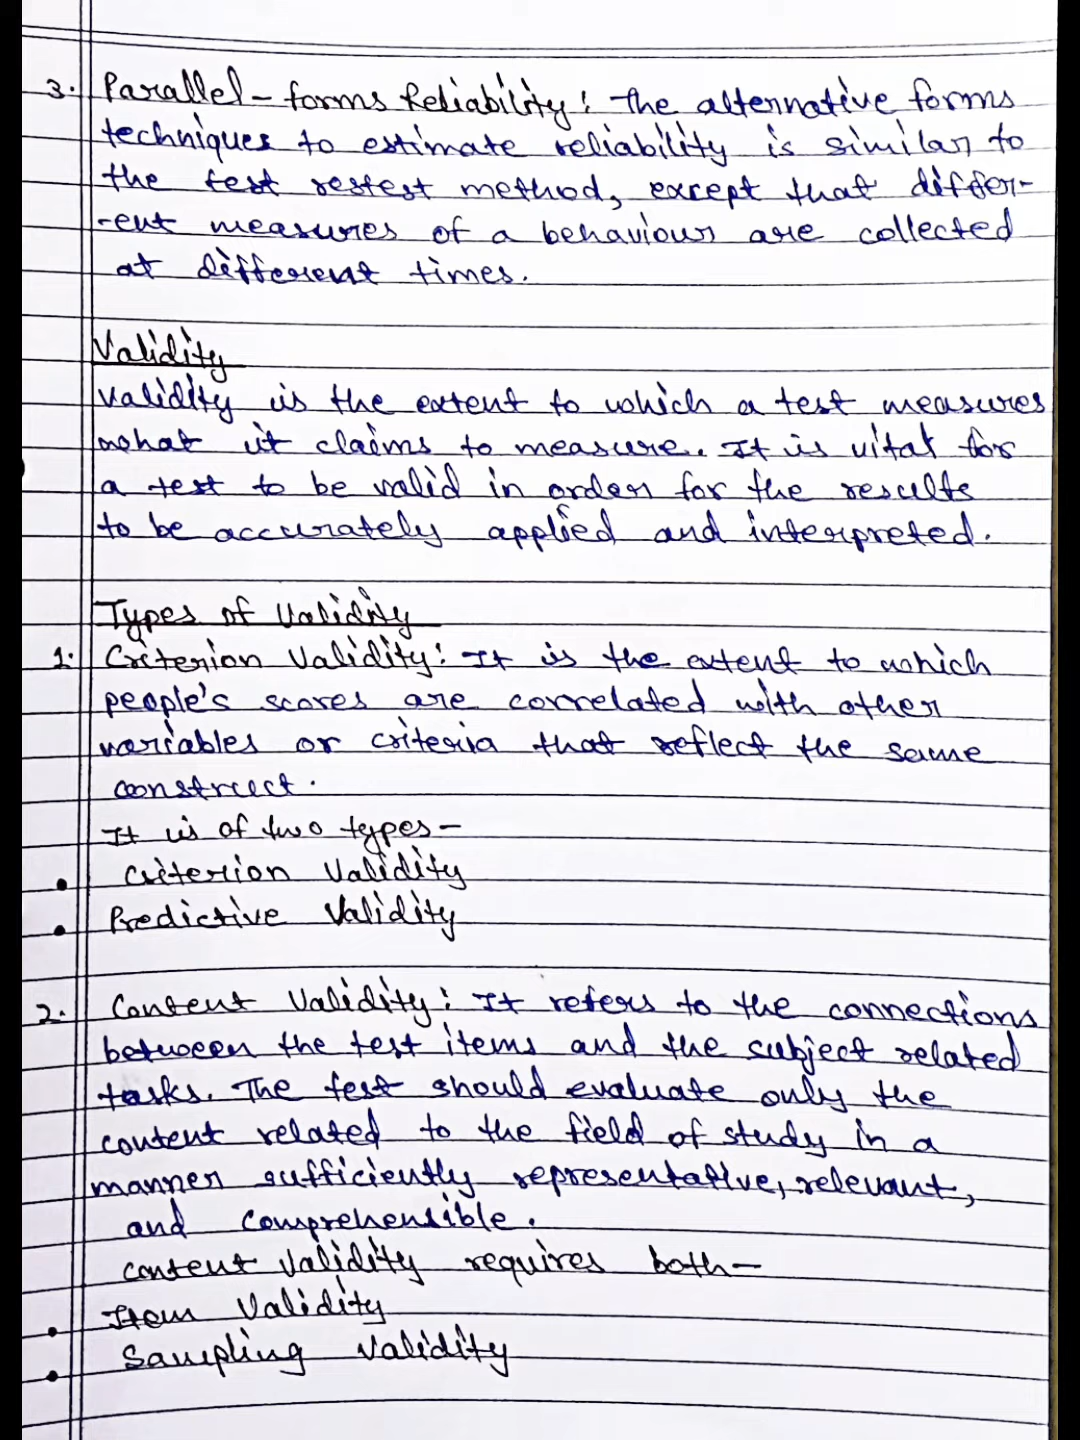 3. Parallel - forms Reliability: The alternative forms
techniques to estimate reliability is similar to
the test restest method, except that differ-
-ent measures of a behaviour are collected
at different times.
Validity
Validity is the extent to which a test measures
what it claims to measure. It is vital for
a test to be valid in order for the results
to be accurately applied and interpreted.
Types of Validity
1. Criterion Validity: It is the extent to which
people's scores are correlated with other
variables or criteria that reflect the same
construct.
It is of two types-
• Criterion Validity
• Predictive Validity
2. Content Validity: It refers to the connections
between the test items and the subject related
tasks. The test should evaluate only the
content related to the field of study in a
manner sufficiently representative, relevant,
and comprehensible.
Content Validity requires both-
• Item Validity
• Sampling Validity